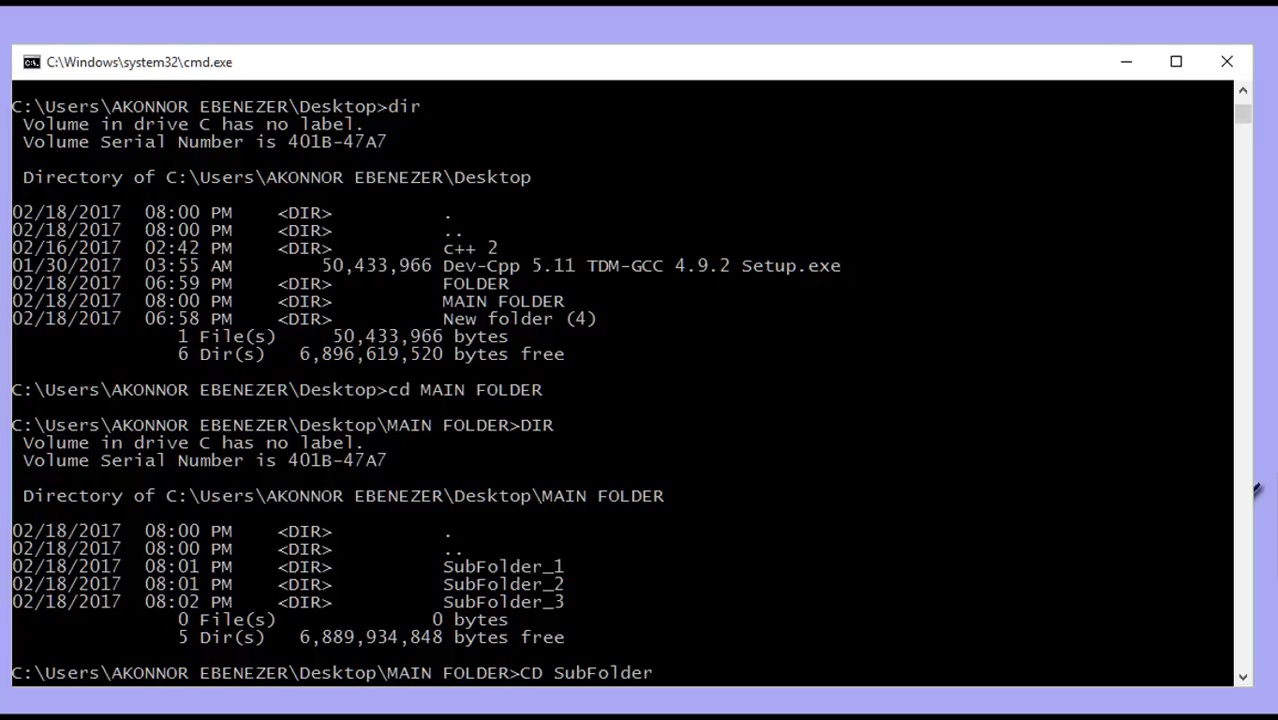 C:\Windows\system32\cmd.exe
C:\Users\AKONNOR EBENEZER\Desktop>dir
Volume in drive C has no label.
Volume Serial Number is 401B-47A7
Directory of C:\Users\AKONNOR EBENEZER\Desktop
02/18/2017 08:00 PM <DIR> .
02/18/2017 08:00 PM <DIR> ..
02/16/2017 02:42 PM <DIR> c++ 2
01/30/2017 03:55 AM 50,433,966 Dev-Cpp 5.11 TDM-GCC 4.9.2 Setup.exe
02/18/2017 06:59 PM <DIR> FOLDER
02/18/2017 08:00 PM <DIR> MAIN FOLDER
02/18/2017 06:58 PM <DIR> New folder (4)
1 File(s) 50,433,966 bytes
6 Dir(s) 6,896,619,520 bytes free
C:\Users\AKONNOR EBENEZER\Desktop>cd MAIN FOLDER
C:\Users\AKONNOR EBENEZER\Desktop\MAIN FOLDER>DIR
Volume in drive C has no label.
Volume Serial Number is 401B-47A7
Directory of C:\Users\AKONNOR EBENEZER\Desktop\MAIN FOLDER
02/18/2017 08:00 PM <DIR> .
02/18/2017 08:00 PM <DIR> ..
02/18/2017 08:01 PM <DIR> SubFolder_1
02/18/2017 08:01 PM <DIR> SubFolder_2
02/18/2017 08:02 PM <DIR> SubFolder_3
0 File(s) 0 bytes
5 Dir(s) 6,889,934,848 bytes free
C:\Users\AKONNOR EBENEZER\Desktop\MAIN FOLDER>CD SubFolder